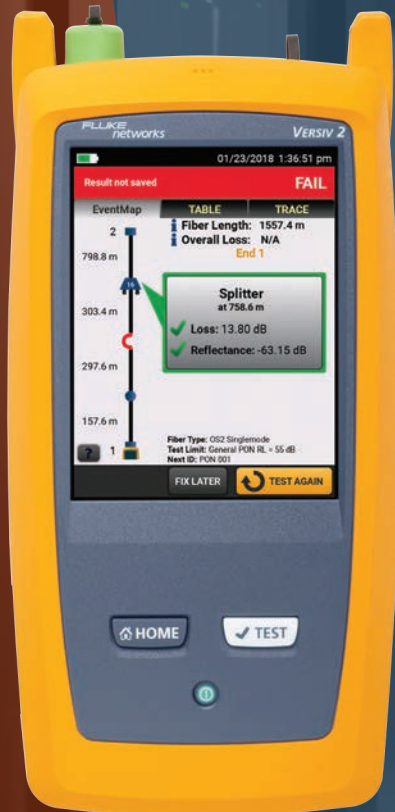 FLUKE
networks
VERSIV 2
01/23/2018 1:36:51 pm
Result not saved
FAIL
EventMap
TABLE
TRACE
2
798.8 m
16
303.4 m
297.6 m
157.6 m
? 1
i Fiber Length: 1557.4 m
i Overall Loss: N/A
End 1
Splitter
at 758.6 m
Loss: 13.80 dB
Reflectance: -63.15 dB
Fiber Type: OS2 Singlemode
Test Limit: General PON RL = 55 dB
Next ID: PON 001
FIX LATER
TEST AGAIN
HOME
TEST